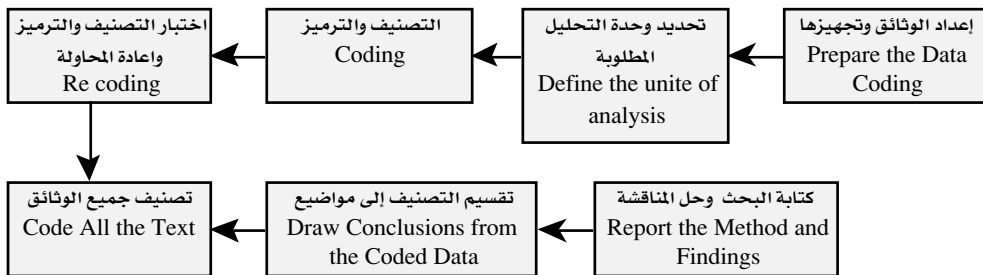 إعداد الوثائق وتجهيزها
Prepare the Data
Coding
تحديد وحدة التحليل
المطلوبة
Define the unite of
analysis
التصنيف والترميز
Coding
اختبار التصنيف والترميز
واعادة المحاولة
Re coding
تصنيف جميع الوثائق
Code All the Text
تقسيم التصنيف إلى مواضيع
Draw Conclusions from
the Coded Data
كتابة البحث وحل المناقشة
Report the Method and
Findings